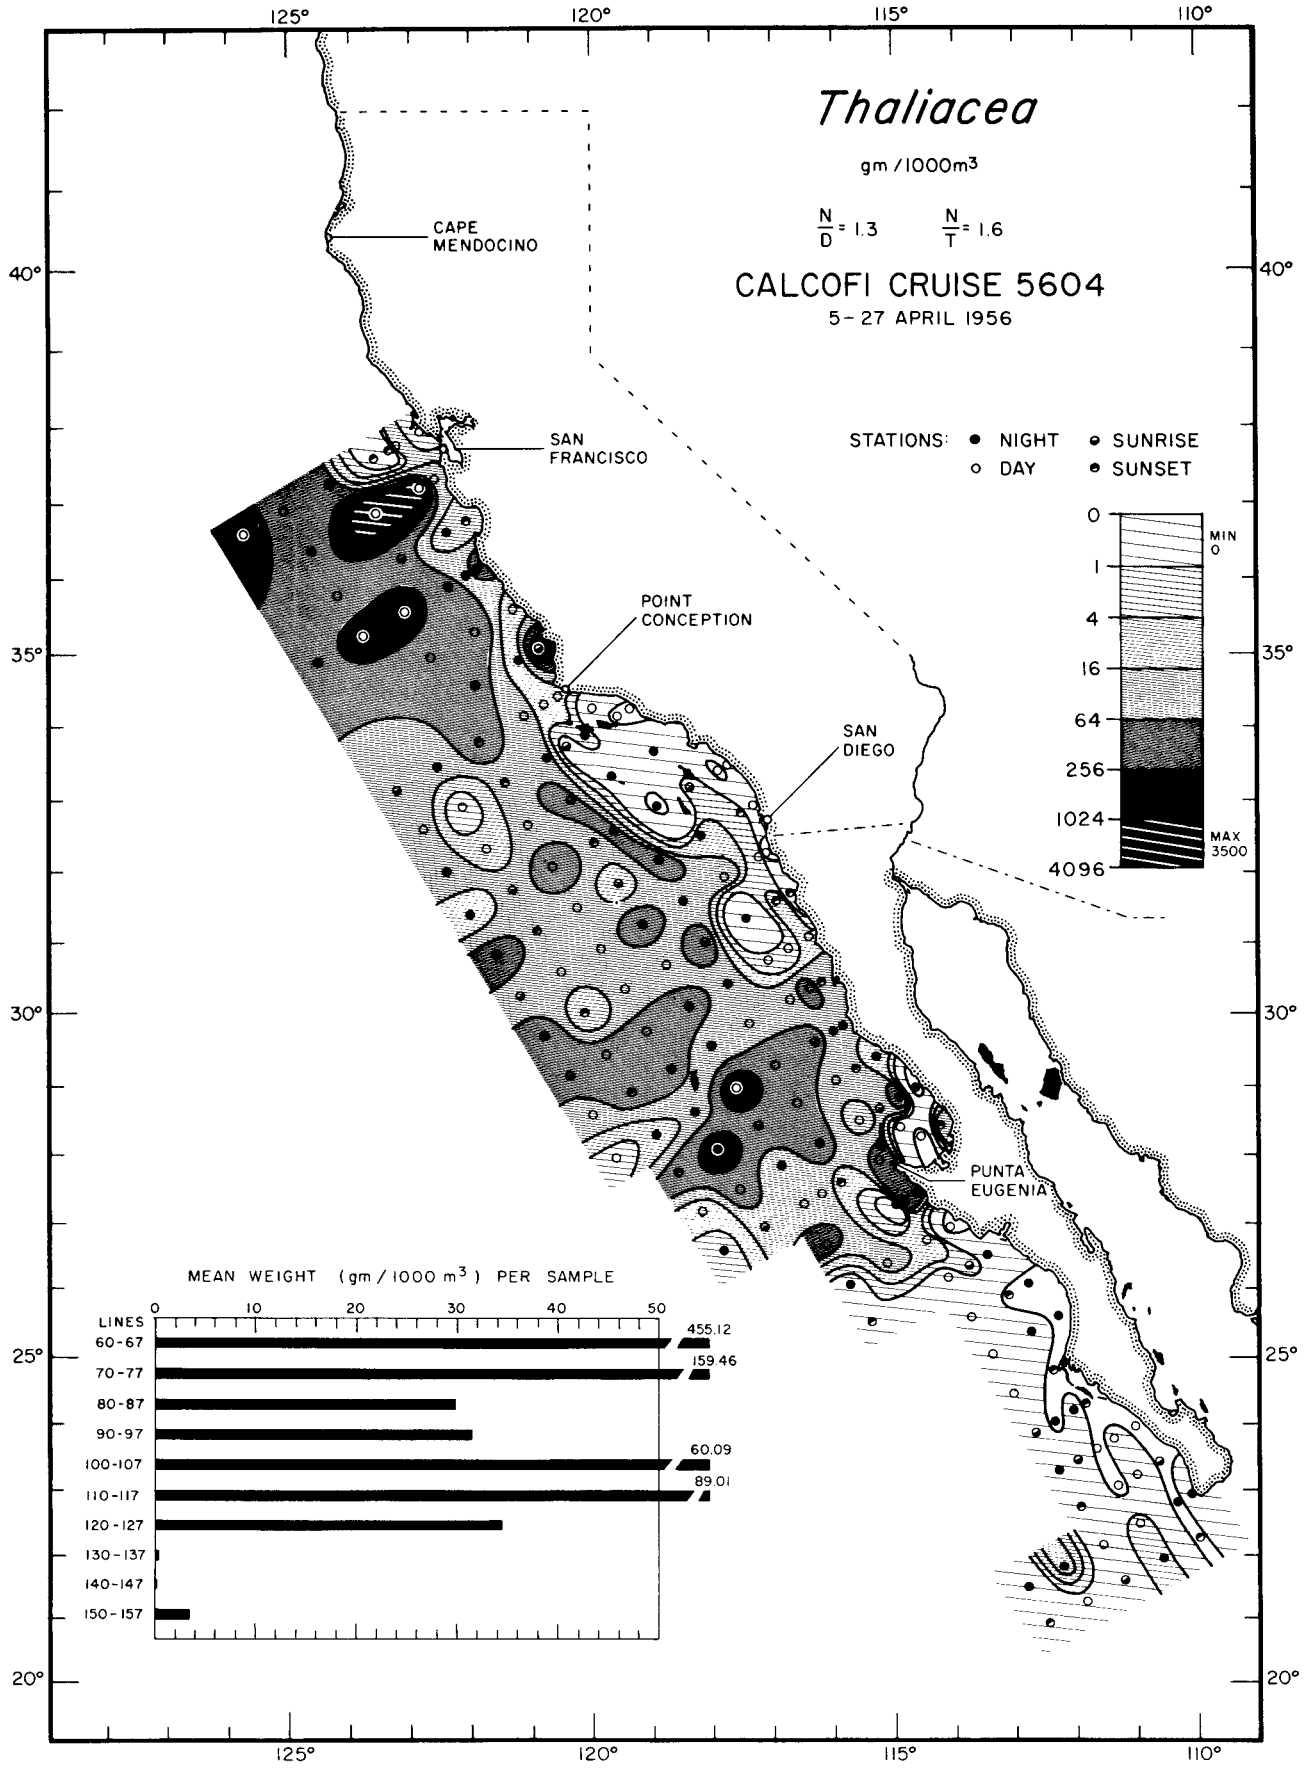 125° 120° 115° 110°
Thaliacea
gm/1000m³
N/D = 1.3 N/T = 1.6
CALCOFI CRUISE 5604
5-27 APRIL 1956
CAPE
MENDOCINO
40° 40°
SAN
FRANCISCO
STATIONS: NIGHT SUNRISE
DAY SUNSET
0
MIN
0
1
4
16
64
256
1024
MAX
3500
4096
POINT
CONCEPTION
35° 35°
SAN
DIEGO
30° 30°
PUNTA
EUGENIA
MEAN WEIGHT (gm/1000 m³) PER SAMPLE
0 10 20 30 40 50
LINES
60-67 455.12
70-77 159.46
80-87
90-97
100-107 60.09
110-117 89.01
120-127
130-137
140-147
150-157
25° 25°
20° 20°
125° 120° 115° 110°